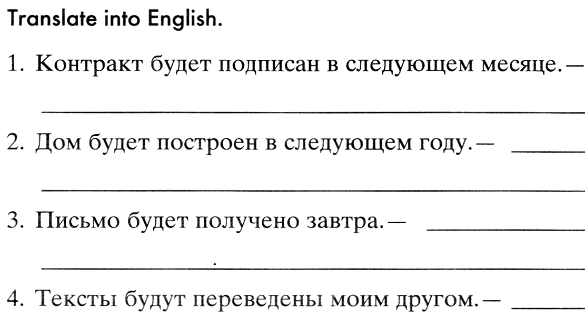 Translate into English.
1. Контракт будет подписан в следующем месяце.—
2. Дом будет построен в следующем году.—
3. Письмо будет получено завтра.—
4. Тексты будут переведены моим другом.—